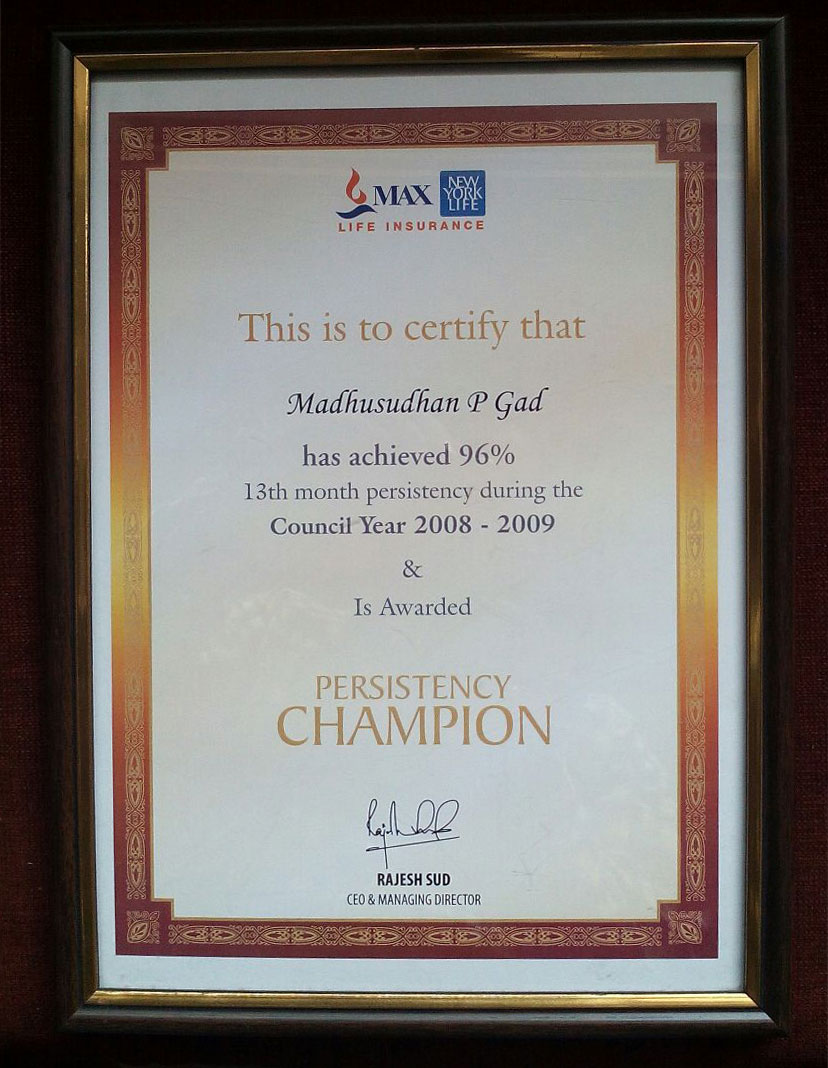 MAX NEW YORK LIFE
LIFE INSURANCE
This is to certify that
Madhusudhan P Gad
has achieved 96%
13th month persistency during the
Council Year 2008 - 2009
&
Is Awarded
PERSISTENCY
CHAMPION
RAJESH SUD
CEO & MANAGING DIRECTOR